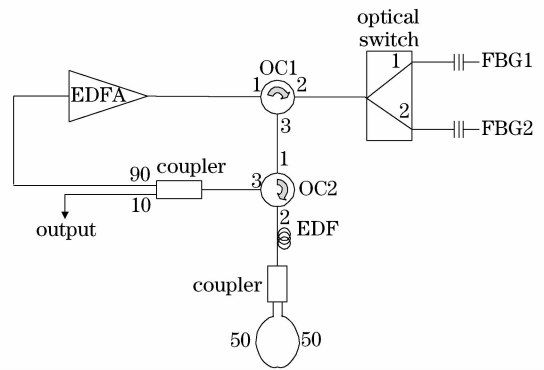 optical
switch
OC1
1
FBG1
EDFA
1
2
2
FBG2
3
1
coupler
90
3
OC2
10
output
2
EDF
coupler
50
50